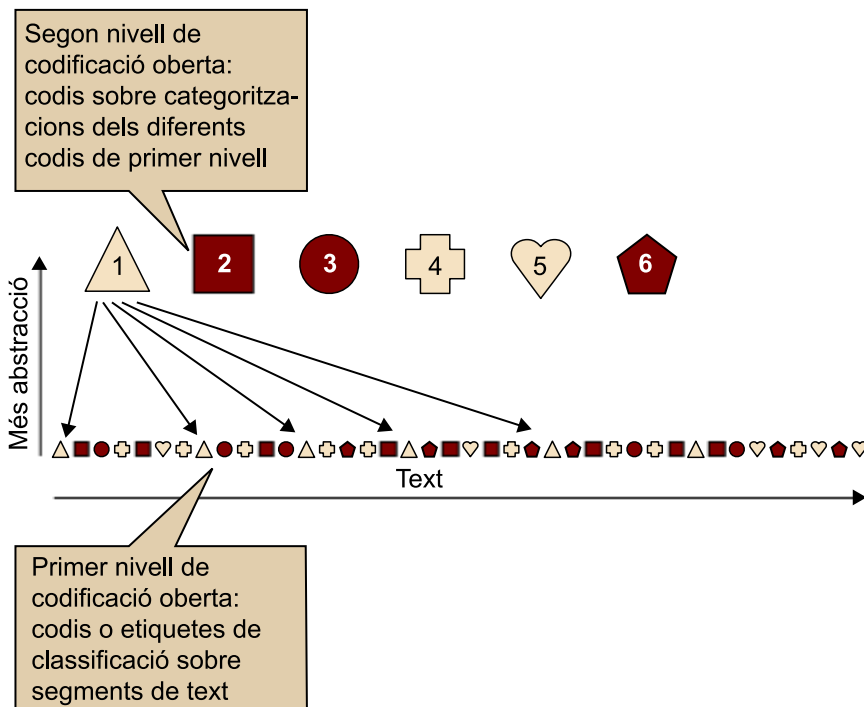 Segon nivell de
codificació oberta:
codis sobre categoritza-
cions dels diferents
codis de primer nivell
1 2 3 4 5 6
Més abstracció
Text
Primer nivell de
codificació oberta:
codis o etiquetes de
classificació sobre
segments de text